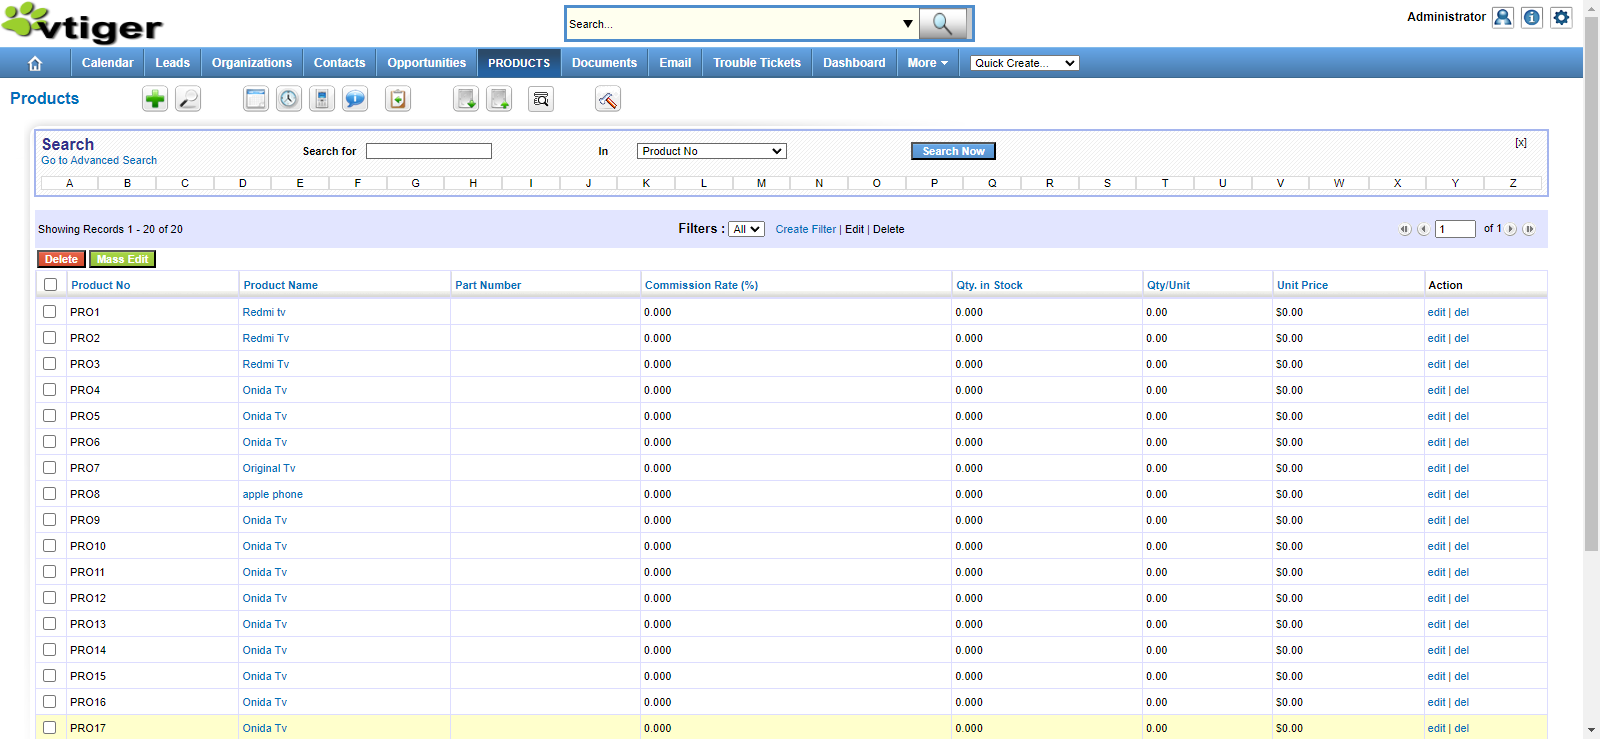 vtiger
Search...
Administrator
Calendar Leads Organizations Contacts Opportunities PRODUCTS Documents Email Trouble Tickets Dashboard More Quick Create...
Products
Search
Go to Advanced Search
Search for In Product No Search Now [x]
A B C D E F G H I J K L M N O P Q R S T U V W X Y Z
Showing Records 1 - 20 of 20 Filters : All Create Filter | Edit | Delete 1 of 1
Delete Mass Edit
Product No Product Name Part Number Commission Rate (%) Qty. in Stock Qty/Unit Unit Price Action
PRO1 Redmi tv 0.000 0.000 0.00 $0.00 edit | del
PRO2 Redmi Tv 0.000 0.000 0.00 $0.00 edit | del
PRO3 Redmi Tv 0.000 0.000 0.00 $0.00 edit | del
PRO4 Onida Tv 0.000 0.000 0.00 $0.00 edit | del
PRO5 Onida Tv 0.000 0.000 0.00 $0.00 edit | del
PRO6 Onida Tv 0.000 0.000 0.00 $0.00 edit | del
PRO7 Original Tv 0.000 0.000 0.00 $0.00 edit | del
PRO8 apple phone 0.000 0.000 0.00 $0.00 edit | del
PRO9 Onida Tv 0.000 0.000 0.00 $0.00 edit | del
PRO10 Onida Tv 0.000 0.000 0.00 $0.00 edit | del
PRO11 Onida Tv 0.000 0.000 0.00 $0.00 edit | del
PRO12 Onida Tv 0.000 0.000 0.00 $0.00 edit | del
PRO13 Onida Tv 0.000 0.000 0.00 $0.00 edit | del
PRO14 Onida Tv 0.000 0.000 0.00 $0.00 edit | del
PRO15 Onida Tv 0.000 0.000 0.00 $0.00 edit | del
PRO16 Onida Tv 0.000 0.000 0.00 $0.00 edit | del
PRO17 Onida Tv 0.000 0.000 0.00 $0.00 edit | del